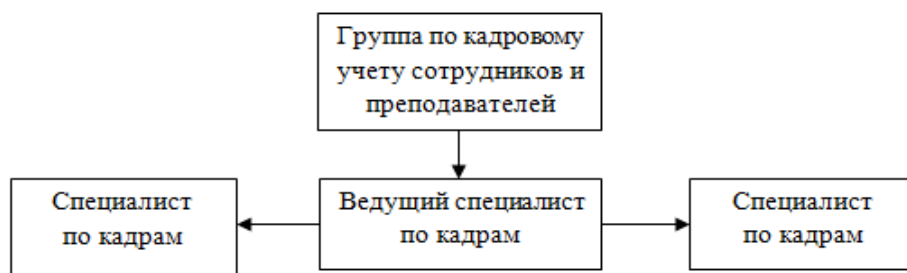 Группа по кадровому
учету сотрудников и
преподавателей
Специалист
по кадрам
Ведущий специалист
по кадрам
Специалист
по кадрам